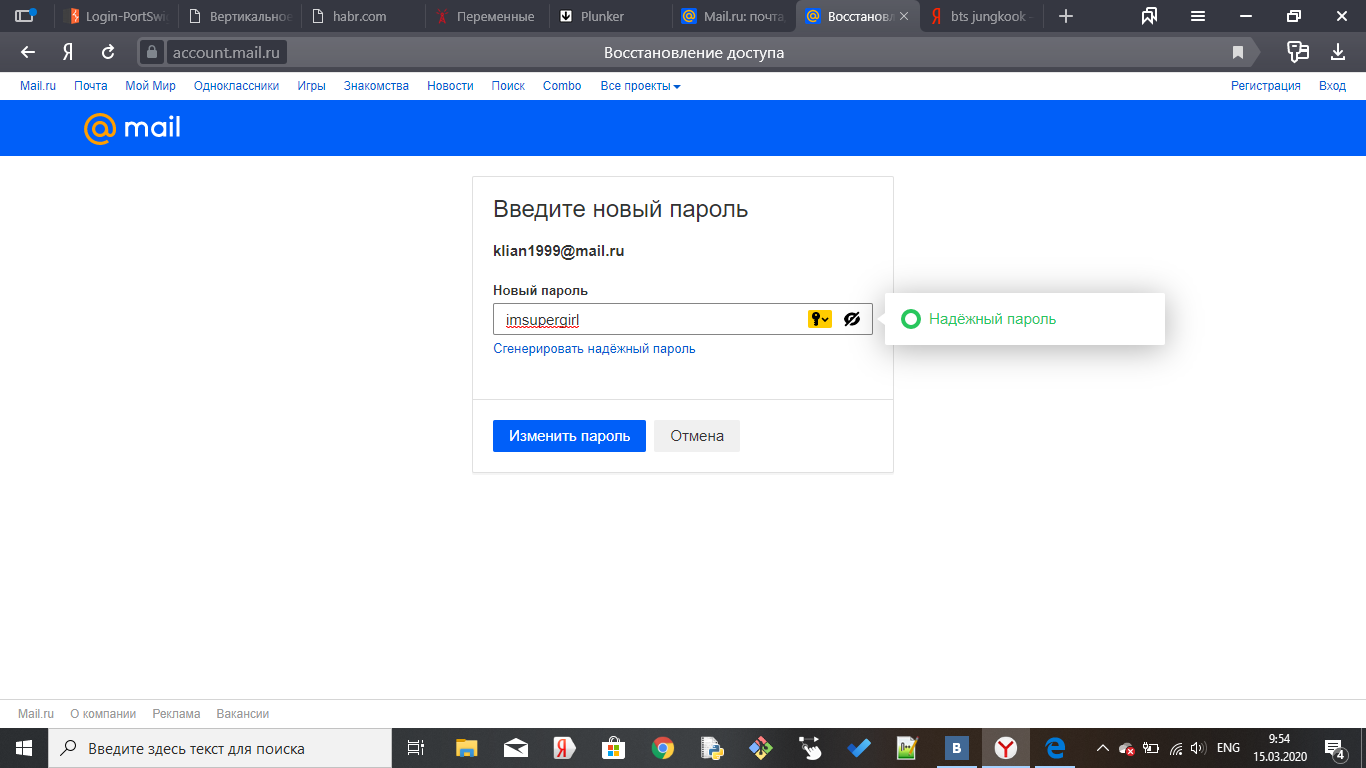 Login-PortSwi
Вертикальное
habr.com
Переменные
Plunker
Mail.ru: почта,
Восстановл
bts jungkook -
Я
account.mail.ru
Восстановление доступа
Mail.ru Почта Мой Мир Одноклассники Игры Знакомства Новости Поиск Combo Все проекты
Регистрация Вход
@ mail
Введите новый пароль
klian1999@mail.ru
Новый пароль
imsupergirl
Надёжный пароль
Сгенерировать надёжный пароль
Изменить пароль
Отмена
Mail.ru О компании Реклама Вакансии
Введите здесь текст для поиска
ENG
9:54
15.03.2020
4